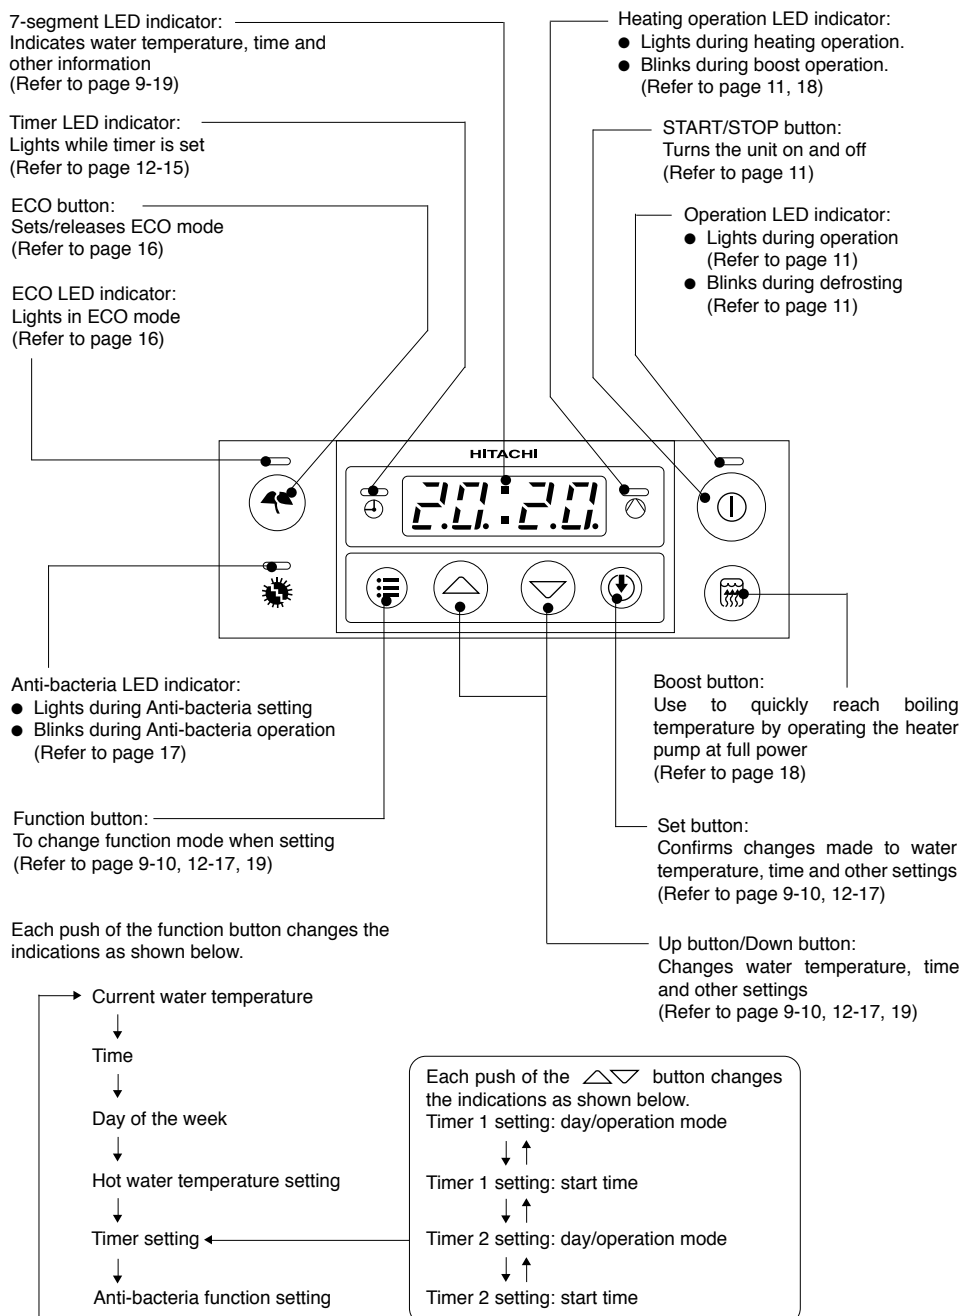 7-segment LED indicator:
Indicates water temperature, time and
other information
(Refer to page 9-19)
Timer LED indicator:
Lights while timer is set
(Refer to page 12-15)
ECO button:
Sets/releases ECO mode
(Refer to page 16)
ECO LED indicator:
Lights in ECO mode
(Refer to page 16)
Heating operation LED indicator:
● Lights during heating operation.
● Blinks during boost operation.
(Refer to page 11, 18)
START/STOP button:
Turns the unit on and off
(Refer to page 11)
Operation LED indicator:
● Lights during operation
(Refer to page 11)
● Blinks during defrosting
(Refer to page 11)
HITACHI
2.0.:2.0.
Anti-bacteria LED indicator:
● Lights during Anti-bacteria setting
● Blinks during Anti-bacteria operation
(Refer to page 17)
Function button:
To change function mode when setting
(Refer to page 9-10, 12-17, 19)
Boost button:
Use to quickly reach boiling
temperature by operating the heater
pump at full power
(Refer to page 18)
Set button:
Confirms changes made to water
temperature, time and other settings
(Refer to page 9-10, 12-17)
Up button/Down button:
Changes water temperature, time
and other settings
(Refer to page 9-10, 12-17, 19)
Each push of the function button changes the
indications as shown below.
Current water temperature
Time
Day of the week
Hot water temperature setting
Timer setting
Anti-bacteria function setting
Each push of the △▽ button changes
the indications as shown below.
Timer 1 setting: day/operation mode
Timer 1 setting: start time
Timer 2 setting: day/operation mode
Timer 2 setting: start time